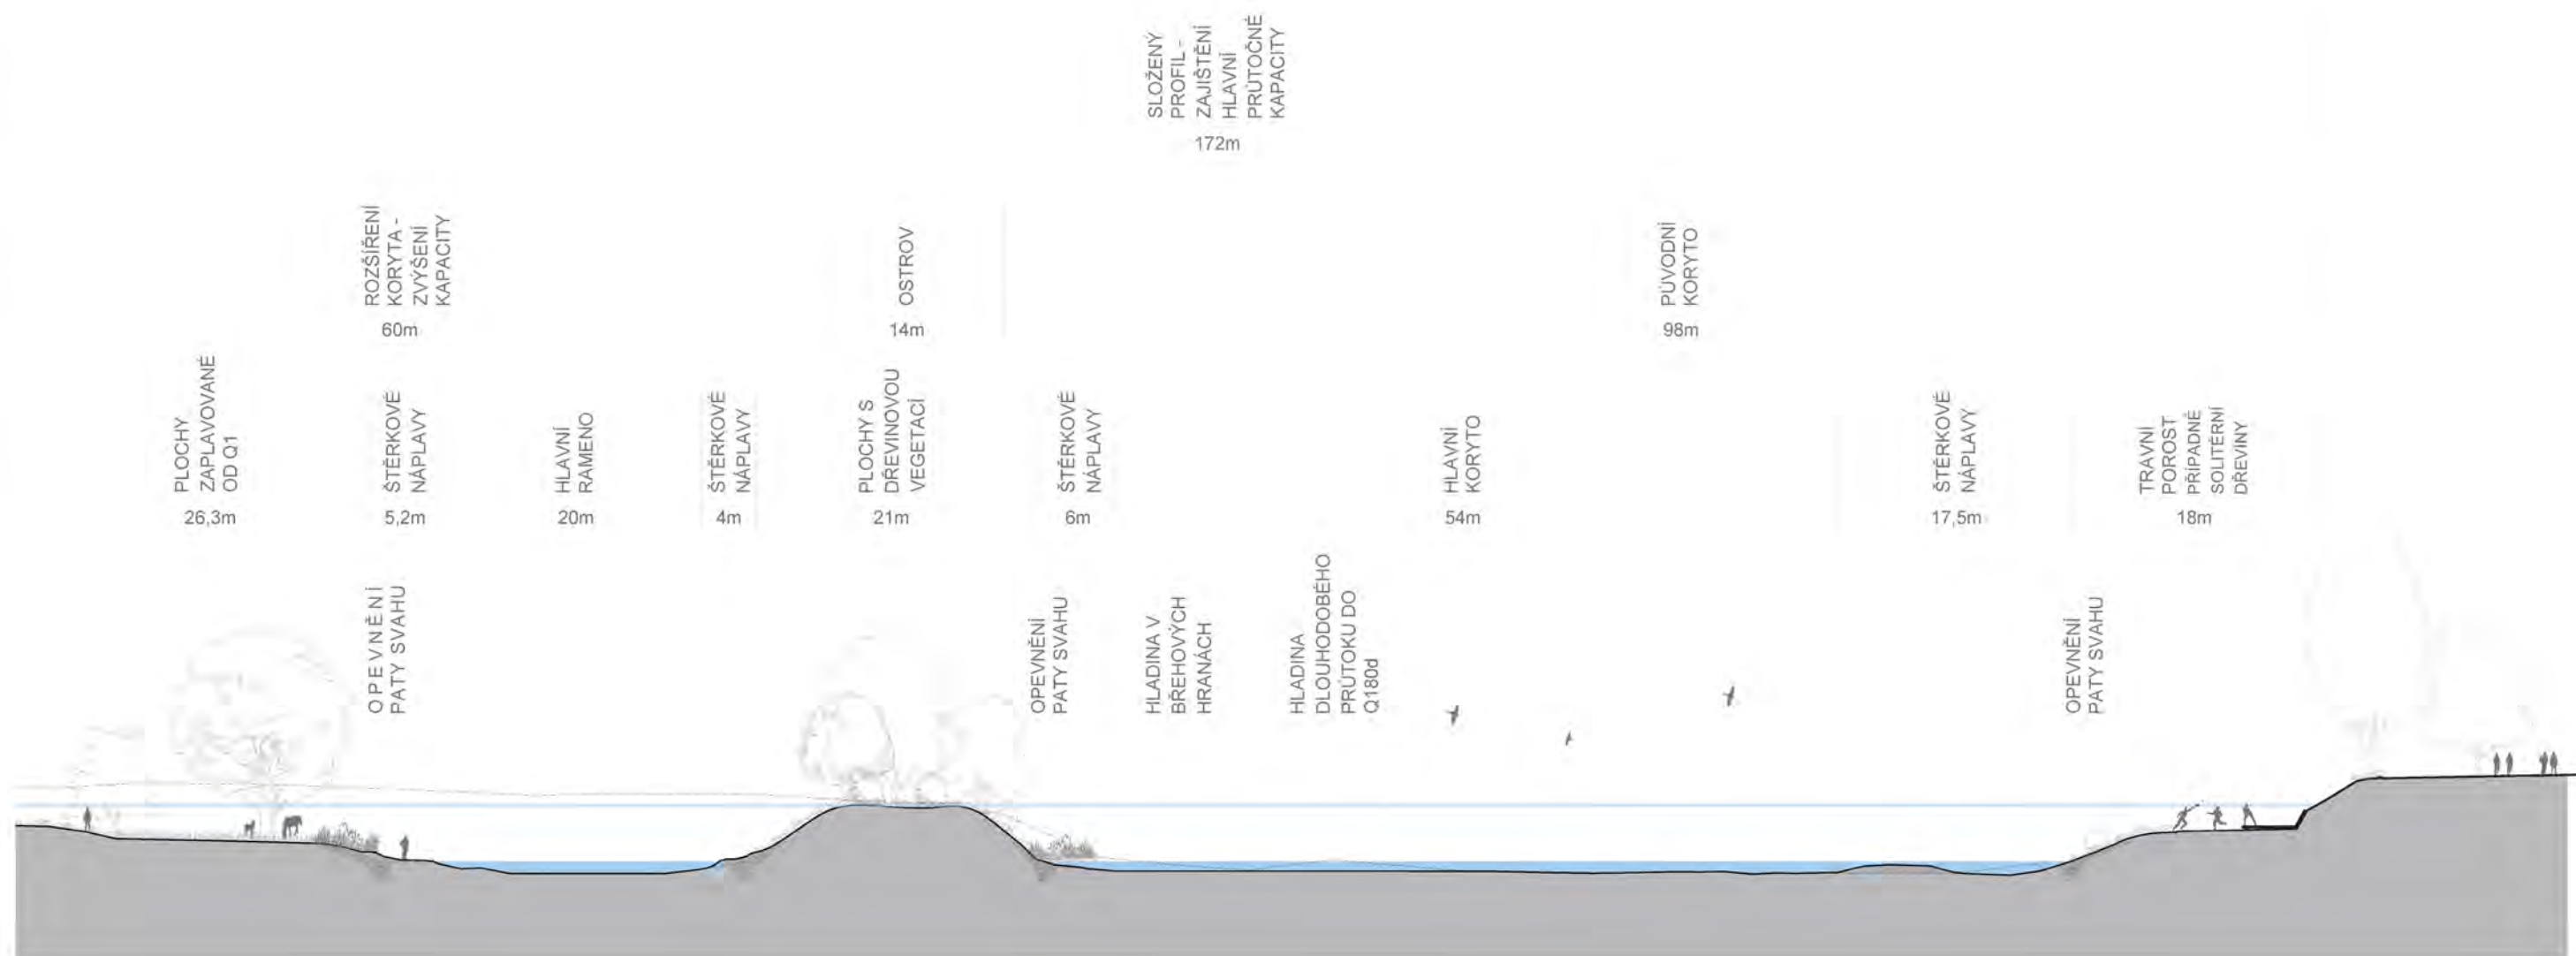 SLOŽENÝ
PROFIL -
ZAJIŠTĚNÍ
HLAVNÍ
PRŮTOČNÉ
KAPACITY
172m
ROZŠÍŘENÍ
KORYTA -
ZVÝŠENÍ
KAPACITY
60m
OSTROV
14m
PŮVODNÍ
KORYTO
98m
PLOCHY
ZAPLAVOVANÉ
OD Q1
26,3m
ŠTĚRKOVÉ
NÁPLAVY
5,2m
HLAVNÍ
RAMENO
20m
ŠTĚRKOVÉ
NÁPLAVY
4m
PLOCHY S
DŘEVINOVOU
VEGETACÍ
21m
ŠTĚRKOVÉ
NÁPLAVY
6m
HLAVNÍ
KORYTO
54m
ŠTĚRKOVÉ
NÁPLAVY
17,5m
TRAVNÍ
POROST
PŘÍPADNĚ
SOLITÉRNÍ
DŘEVINY
18m
OPEVNĚNÍ
PATY SVAHU
OPEVNĚNÍ
PATY SVAHU
HLADINA V
BŘEHOVÝCH
HRANÁCH
HLADINA
DLOUHODOBÉHO
PRŮTOKU DO
Q180d
OPEVNĚNÍ
PATY SVAHU